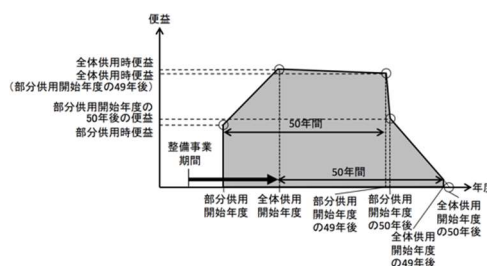 便益
全体供用時便益
全体供用時便益
(部分供用開始年度の49年後)
部分供用開始年度の
50年後の便益
部分供用時便益
50年間
整備事業
期間
50年間
年度
部分供用
開始年度
全体供用
開始年度
部分供用
開始年度
の49年後
部分供用
開始年度
の50年後
全体供用
開始年度
の49年後
全体供用
開始年度
の50年後